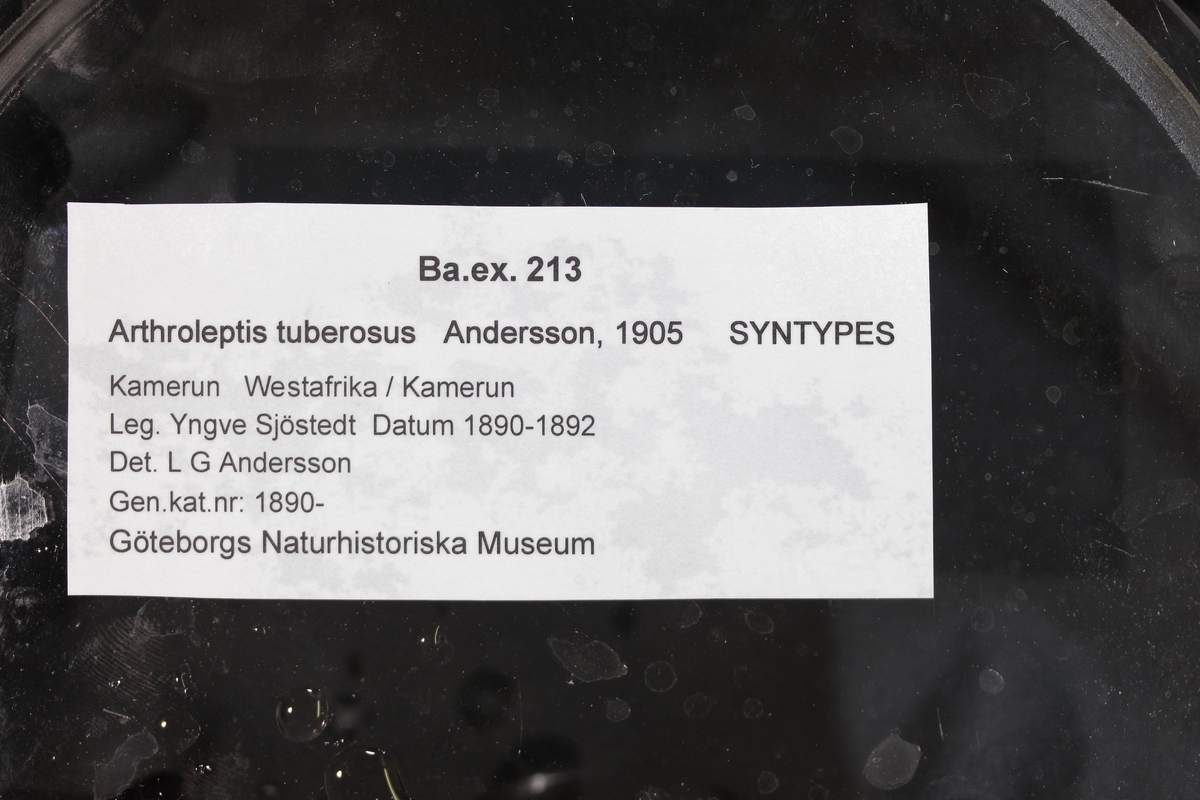 Ba.ex. 213
Arthroleptis tuberosus Andersson, 1905 SYNTYPES
Kamerun Westafrika / Kamerun
Leg. Yngve Sjöstedt Datum 1890-1892
Det. L G Andersson
Gen.kat.nr: 1890-
Göteborgs Naturhistoriska Museum